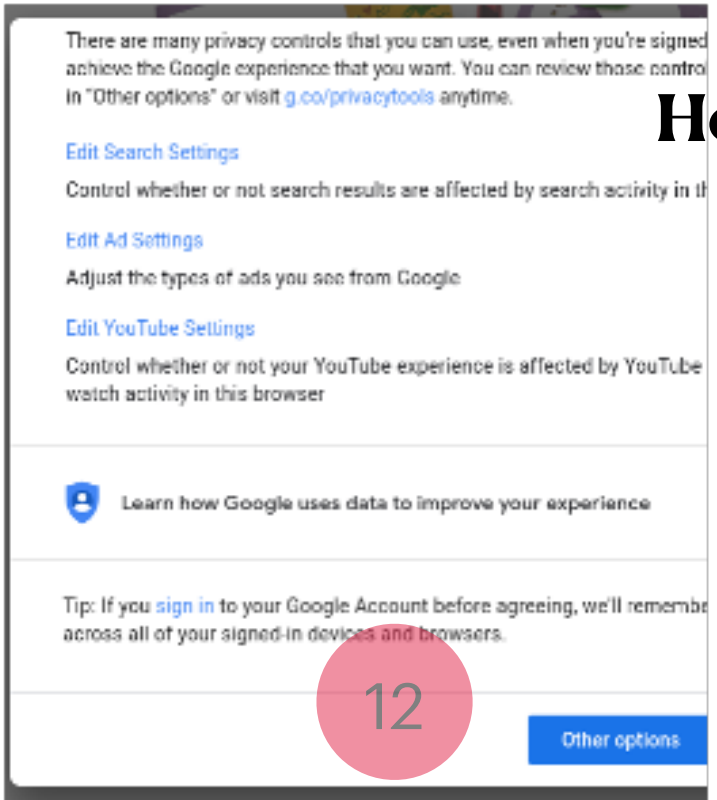 There are many privacy controls that you can use, even when you're signed
achieve the Google experience that you want. You can review those
in "Other options" or visit g.co/privacytools anytime.
Edit Search Settings
Control whether or not search results are affected by search activity in
Edit Ad Settings
Adjust the types of ads you see from Google
Edit YouTube Settings
Control whether or not your YouTube experience is affected by YouTube
watch activity in this browser
Learn how Google uses data to improve your experience
Tip: If you sign in to your Google Account before agreeing, we'll
across all of your signed-in devices and browsers.
12
Other options